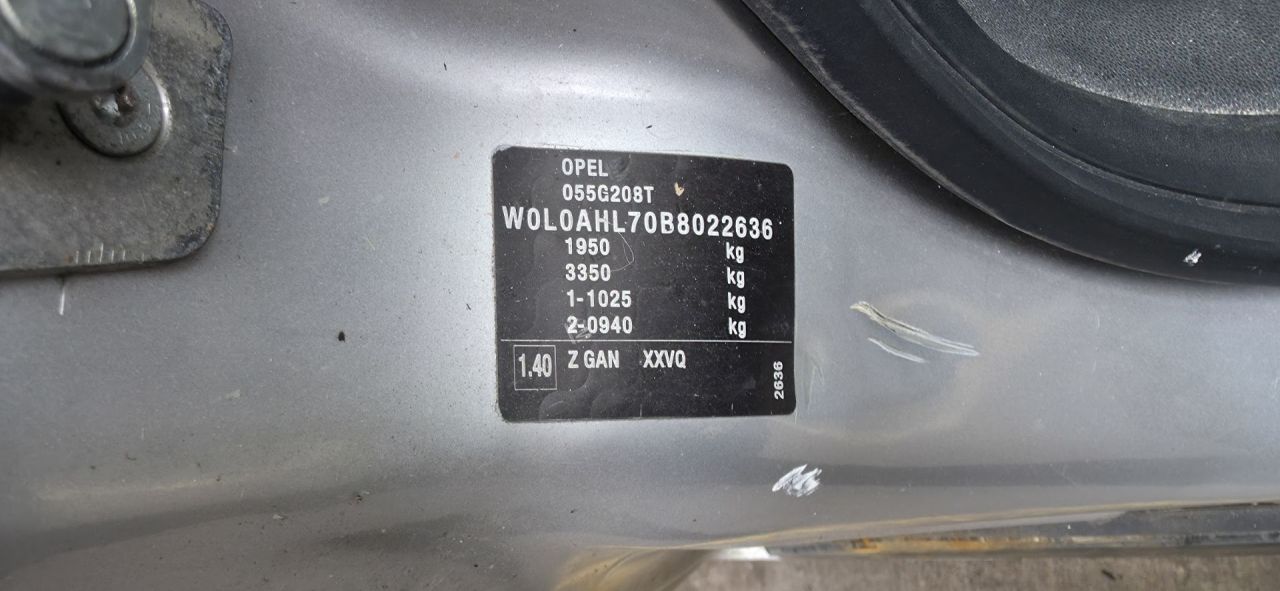 OPEL
055G208T
W0L0AHL70B8022636
1950 kg
3350 kg
1-1025 kg
2-0940 kg
1.40 Z GAN XXVQ
2636